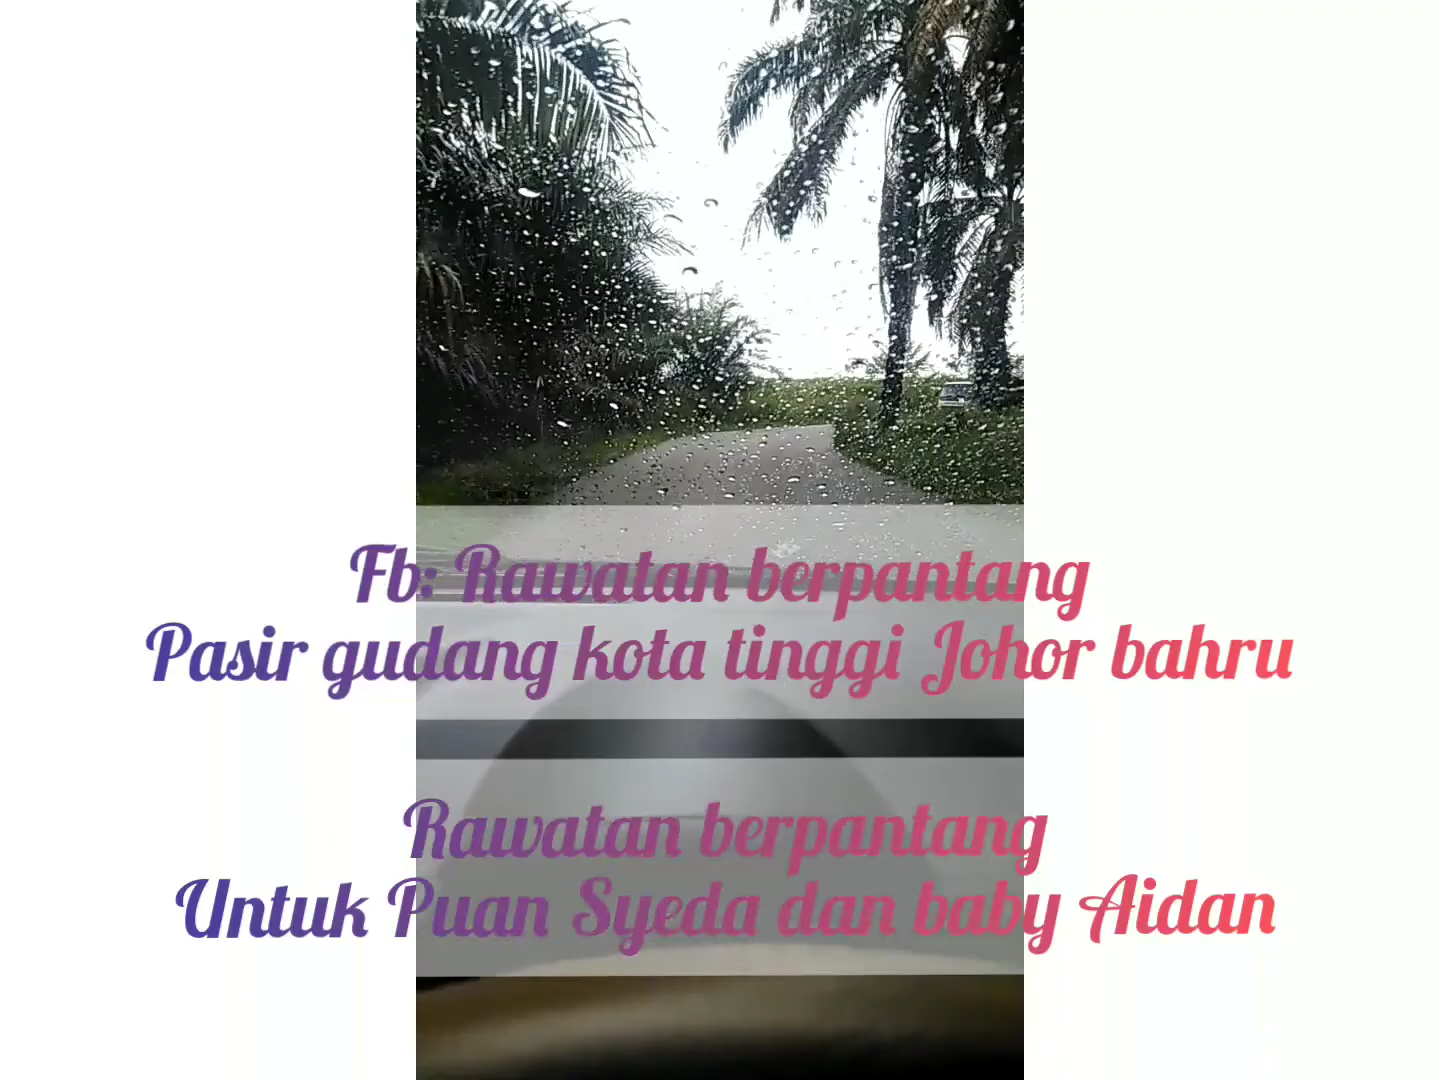 Fb: Rawatan berpantang
Pasir gudang kota tinggi Johor bahru
Rawatan berpantang
Untuk Puan Syeda dan baby Aidan